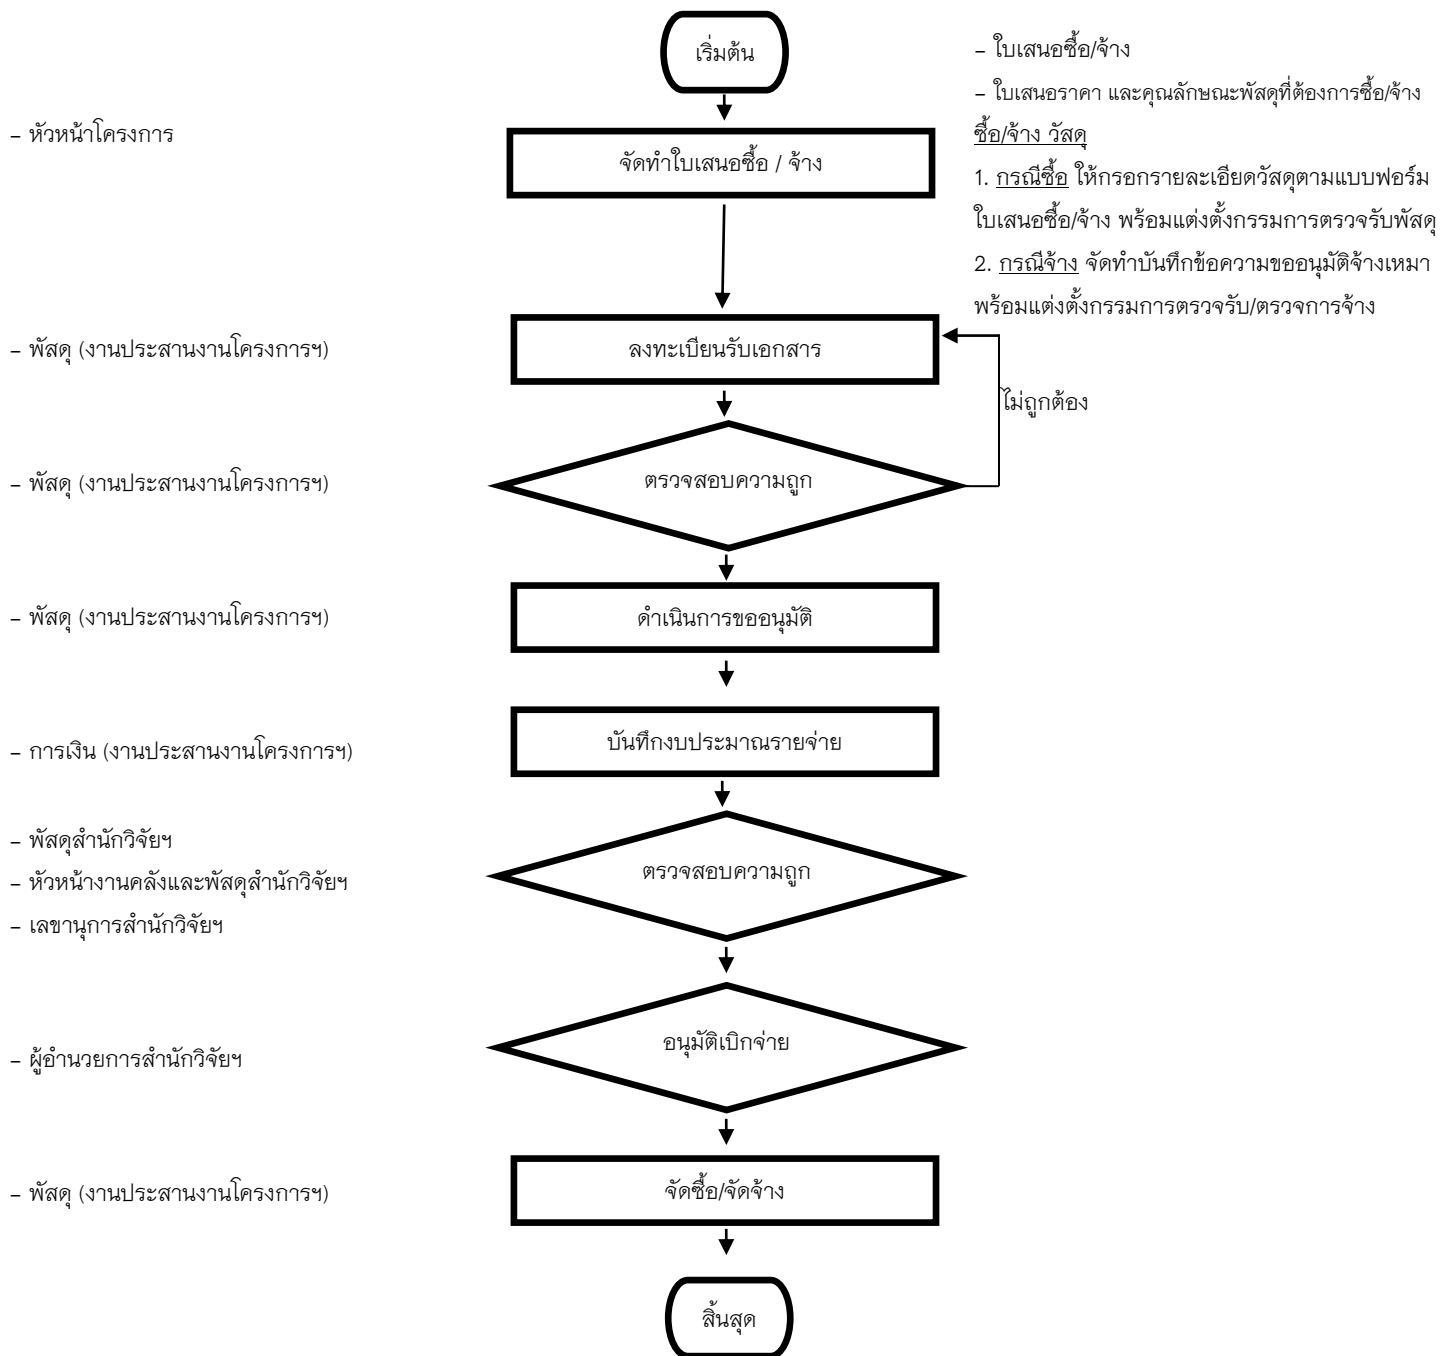 เริ่มต้น
– ใบเสนอซื้อ/จ้าง
– ใบเสนอราคา และคุณลักษณะพัสดุที่ต้องการซื้อ/จ้าง
– หัวหน้าโครงการ
จัดทำใบเสนอซื้อ / จ้าง
ซื้อ/จ้าง วัสดุ
1. กรณีซื้อ ให้กรอกรายละเอียดวัสดุตามแบบฟอร์ม
ใบเสนอซื้อ/จ้าง พร้อมแต่งตั้งกรรมการตรวจรับพัสดุ
2. กรณีจ้าง จัดทำบันทึกข้อความขออนุมัติจ้างเหมา
พร้อมแต่งตั้งกรรมการตรวจรับ/ตรวจการจ้าง
– พัสดุ (งานประสานงานโครงการฯ)
ลงทะเบียนรับเอกสาร
ไม่ถูกต้อง
– พัสดุ (งานประสานงานโครงการฯ)
ตรวจสอบความถูก
– พัสดุ (งานประสานงานโครงการฯ)
ดำเนินการขออนุมัติ
– การเงิน (งานประสานงานโครงการฯ)
บันทึกงบประมาณรายจ่าย
– พัสดุสำนักวิจัยฯ
– หัวหน้างานคลังและพัสดุสำนักวิจัยฯ
– เลขานุการสำนักวิจัยฯ
ตรวจสอบความถูก
– ผู้อำนวยการสำนักวิจัยฯ
อนุมัติเบิกจ่าย
– พัสดุ (งานประสานงานโครงการฯ)
จัดซื้อ/จัดจ้าง
สิ้นสุด